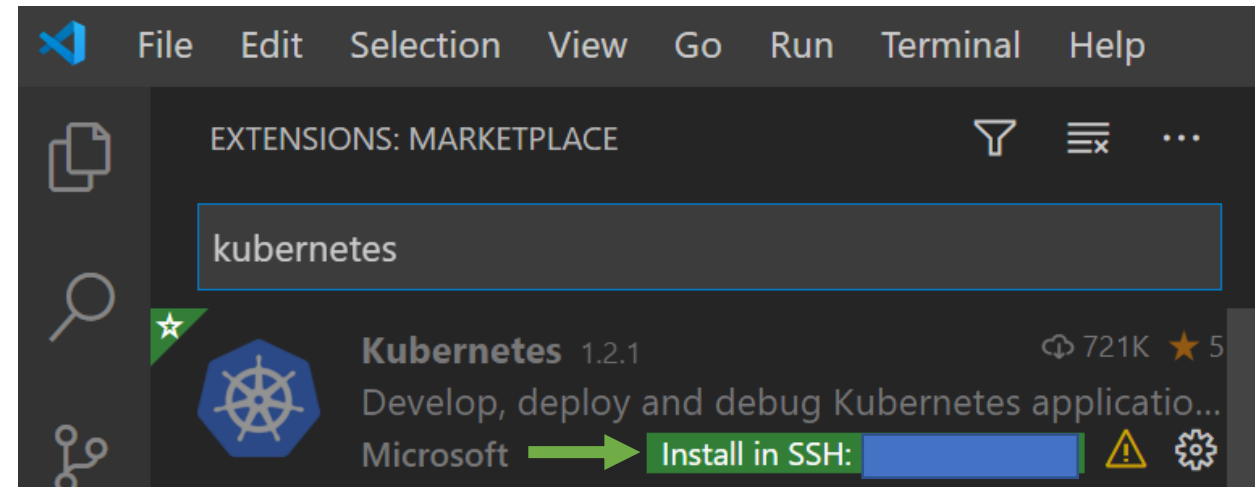 File Edit Selection View Go Run Terminal Help
EXTENSIONS: MARKETPLACE
kubernetes
Kubernetes 1.2.1 721K 5
Develop, deploy and debug Kubernetes applicatio...
Microsoft Install in SSH: